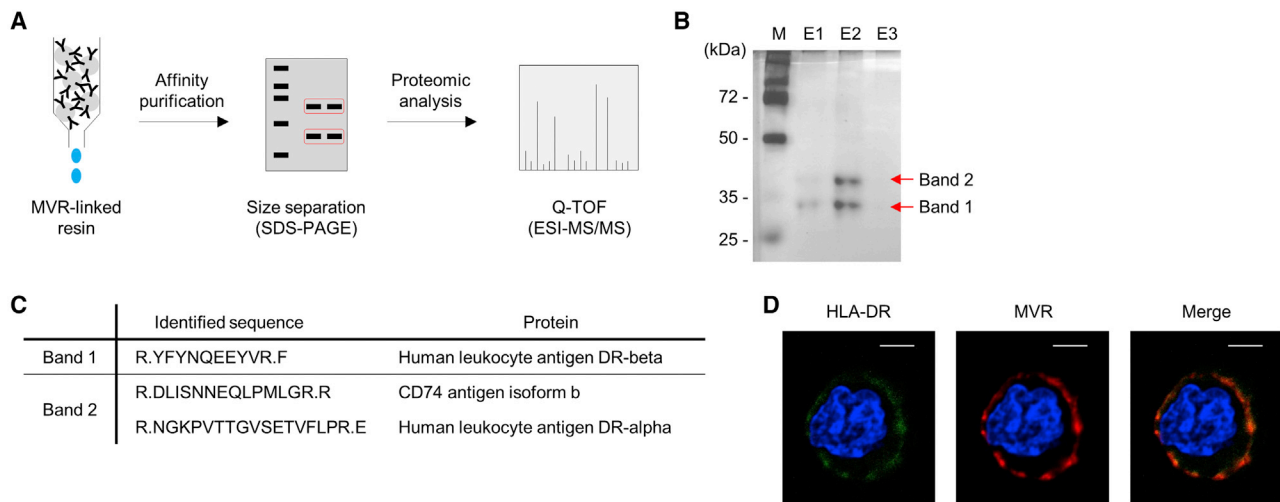 A
Affinity
purification
Proteomic
analysis
MVR-linked
resin
Size separation
(SDS-PAGE)
Q-TOF
(ESI-MS/MS)
B
M E1 E2 E3
(kDa)
72 -
50 -
35 -
25 -
Band 2
Band 1
C
Identified sequence Protein
Band 1 R.YFYNQEEYVR.F Human leukocyte antigen DR-beta
Band 2
R.DLISNNEQLPMLGR.R CD74 antigen isoform b
R.NGKPVTTGVSETVFLPR.E Human leukocyte antigen DR-alpha
D
HLA-DR MVR Merge